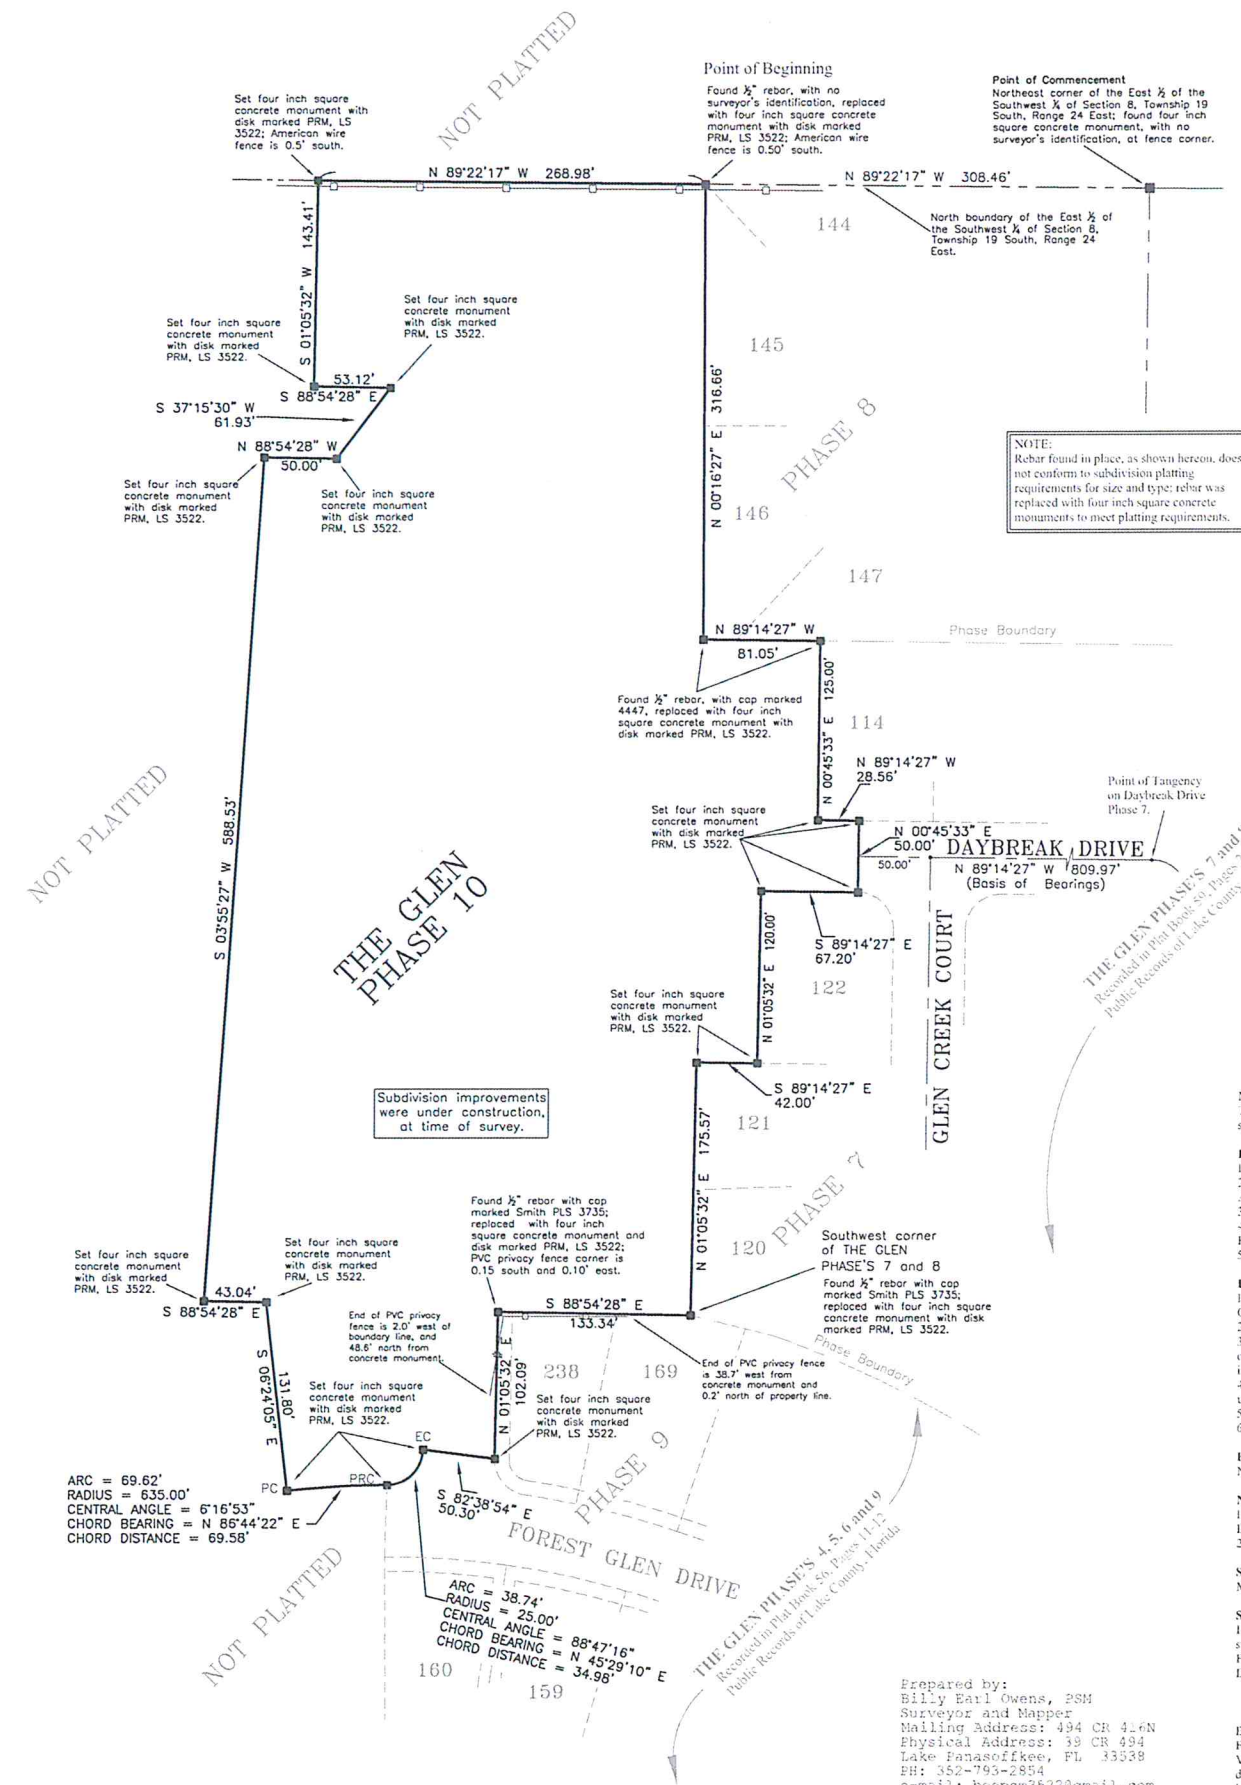 NOT PLATTED
Point of Beginning
Found ½" rebar, with no
surveyor's identification, replaced
with four inch square concrete
monument with disk marked
PRM, LS 3522; American wire
fence is 0.50' south.
Point of Commencement
Northeast corner of the East ½ of the
Southwest ¼ of Section 8, Township 19
South, Range 24 East; found four inch
square concrete monument, with no
surveyor's identification, at fence corner.
Set four inch square
concrete monument with
disk marked PRM, LS
3522; American wire
fence is 0.5' south.
N 89°22'17" W 268.98'
N 89°22'17" W 308.46'
North boundary of the East ½ of
the Southwest ¼ of Section 8,
Township 19 South, Range 24
East.
144
S 01°05'32" W 143.41'
Set four inch square
concrete monument
with disk marked
PRM, LS 3522.
Set four inch square
concrete monument
with disk marked
PRM, LS 3522.
145
53.12'
S 88°54'28" E
S 37°15'30" W
61.93'
N 88°54'28" W
50.00'
N 00°16'27" E 316.66'
PHASE 8
NOTE:
Rebar found in place, as shown hereon, does
not conform to subdivision platting
requirements for size and type; rebar was
replaced with four inch square concrete
monuments to meet platting requirements.
Set four inch square
concrete monument
with disk marked
PRM, LS 3522.
Set four inch square
concrete monument
with disk marked
PRM, LS 3522.
146
147
N 89°14'27" W
81.05'
Phase Boundary
Found ½" rebar, with cap marked
4447, replaced with four inch
square concrete monument with
disk marked PRM, LS 3522.
N 00°45'33" E 125.00'
114
N 89°14'27" W
28.56'
NOT PLATTED
S 03°55'27" W 588.53'
Set four inch square
concrete monument
with disk marked
PRM, LS 3522.
Point of Tangency
on Daybreak Drive
Phase 7.
N 00°45'33" E
50.00'
50.00'
DAYBREAK DRIVE
N 89°14'27" W 809.97'
(Basis of Bearings)
THE GLEN
PHASE 10
THE GLEN PHASE'S 7 and
Recorded in Plat Book 50, Pages
Public Records of Lake County,
N 01°05'32" E 120.00'
S 89°14'27" E
67.20'
122
GLEN CREEK COURT
Set four inch square
concrete monument
with disk marked
PRM, LS 3522.
S 89°14'27" E
42.00'
121
Subdivision improvements
were under construction,
at time of survey.
N 01°05'32" E 175.57'
PHASE 7
120
Found ½" rebar with cap
marked Smith PLS 3735;
replaced with four inch
square concrete monument and
disk marked PRM, LS 3522;
PVC privacy fence corner is
0.15 south and 0.10' east.
Southwest corner
of THE GLEN
PHASE'S 7 and 8
Found ½" rebar with cap
marked Smith PLS 3735;
replaced with four inch
square concrete monument with
disk marked PRM, LS 3522.
Set four inch square
concrete monument
with disk marked
PRM, LS 3522.
Set four inch square
concrete monument
with disk marked
PRM, LS 3522.
43.04'
S 88°54'28" E
S 88°54'28" E
133.34'
End of PVC privacy
fence is 2.0' west of
boundary line, and
48.6' north from
concrete monument.
Phase Boundary
End of PVC privacy fence
is 38.7' west from
concrete monument and
0.2' north of property line.
238
169
N 01°05'32 E
102.09'
S 06°24'05" E
131.80'
Set four inch square
concrete monument
with disk marked
PRM, LS 3522.
Set four inch square
concrete monument
with disk marked
PRM, LS 3522.
EC
PRC
PC
PHASE 9
ARC = 69.62'
RADIUS = 635.00'
CENTRAL ANGLE = 6°16'53"
CHORD BEARING = N 86°44'22" E
CHORD DISTANCE = 69.58'
S 82°38'54" E
50.30'
FOREST GLEN DRIVE
THE GLEN PHASE'S 4, 5, 6 and 9
Recorded in Plat Book 56, Pages 11-12
Public Records of Lake County, Florida
NOT PLATTED
ARC = 38.74'
RADIUS = 25.00'
CENTRAL ANGLE = 88°47'16"
CHORD BEARING = N 45°29'10" E
CHORD DISTANCE = 34.98'
160
159
Prepared by:
Billy Earl Owens, PSM
Surveyor and Mapper
Mailing Address: 494 CR 416N
Physical Address: 39 CR 494
Lake Panasoffkee, FL 33538
PH: 352-793-2854